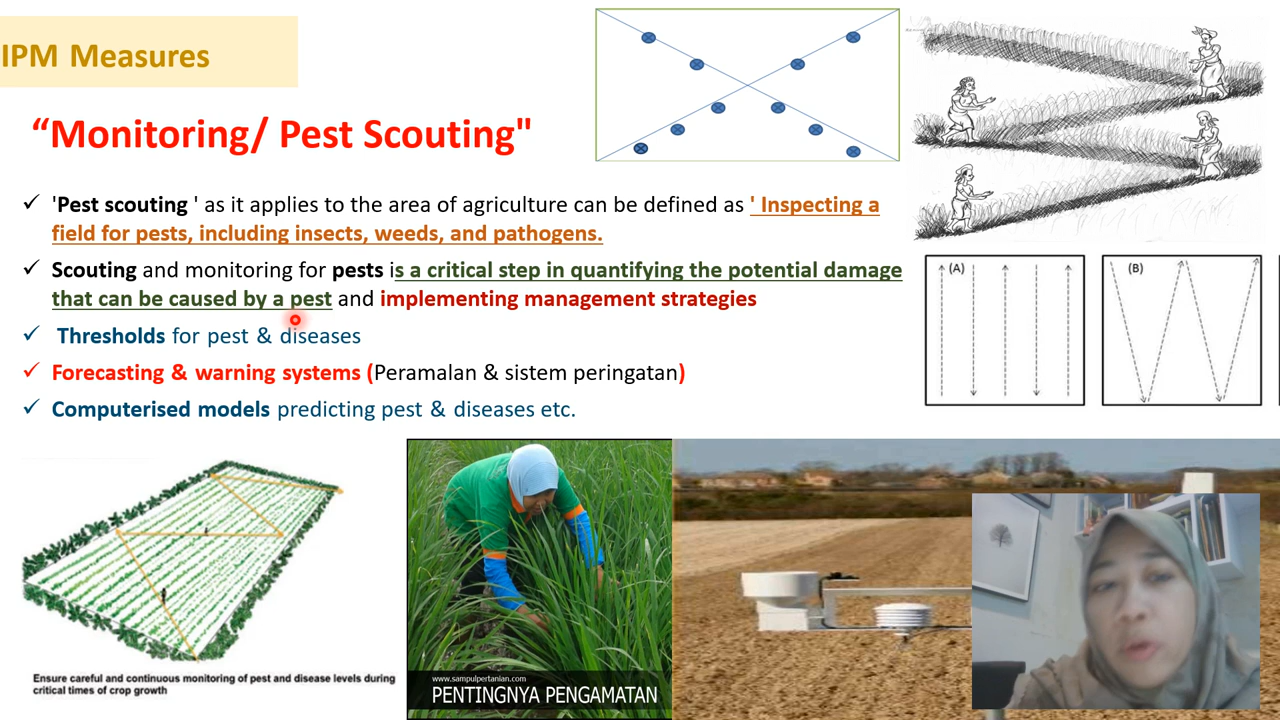 IPM Measures
“Monitoring/ Pest Scouting"
✓ 'Pest scouting ' as it applies to the area of agriculture can be defined as ' Inspecting a
field for pests, including insects, weeds, and pathogens.
✓ Scouting and monitoring for pests is a critical step in quantifying the potential damage
that can be caused by a pest and implementing management strategies
✓ Thresholds for pest & diseases
✓ Forecasting & warning systems (Peramalan & sistem peringatan)
✓ Computerised models predicting pest & diseases etc.
(A)
(B)
Ensure careful and continuous monitoring of pest and disease levels during
critical times of crop growth
www.sampulpertanian.com
PENTINGNYA PENGAMATAN